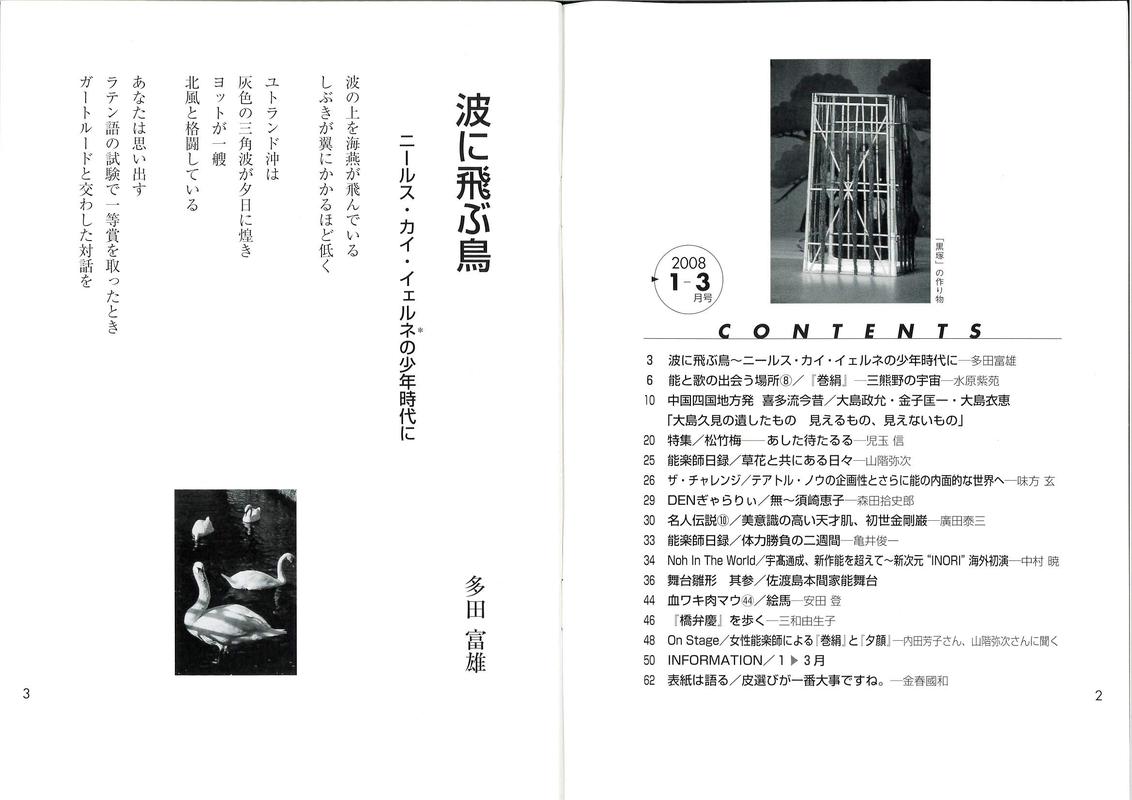 「黒塚」の作り物
2008
1-3
月号
CONTENTS
3 波に飛ぶ鳥~ニールス・カイ・イェルネの少年時代に─多田富雄
6 能と歌の出会う場所⑧/『巻絹』─三熊野の宇宙─水原紫苑
10 中国四国地方発 喜多流今昔/大島政允・金子匡一・大島衣恵
「大島久見の遺したもの 見えるもの、見えないもの」
20 特集/松竹梅──あした待たるる─児玉 信
25 能楽師日録/草花と共にある日々─山階弥次
26 ザ・チャレンジ/テアトル・ノウの企画性とさらに能の内面的な世界へ─味方 玄
29 DENぎゃらりぃ/無~須崎恵子─森田拾史郎
30 名人伝説⑩/美意識の高い天才肌、初世金剛巌─廣田泰三
33 能楽師日録/体力勝負の二週間─亀井俊一
34 Noh In The World/宇髙通成、新作能を超えて~新次元 “INORI” 海外初演─中村 暁
36 舞台雛形 其参/佐渡島本間家能舞台
44 血ワキ肉マウ㊹/絵馬─安田 登
46 『橋弁慶』を歩く─三和由生子
48 On Stage/女性能楽師による『巻絹』と『夕顔』─内田芳子さん、山階弥次さんに聞く
50 INFORMATION/1▶3月
62 表紙は語る/皮選びが一番大事ですね。─金春國和
2
波に飛ぶ鳥
ニールス・カイ・イェルネ*の少年時代に
多田 富雄
波の上を海燕が飛んでいる
しぶきが翼にかかるほど低く
ユトランド沖は
灰色の三角波が夕日に煌き
ヨットが一艘
北風と格闘している
あなたは思い出す
ラテン語の試験で一等賞を取ったとき
ガートルードと交わした対話を
3